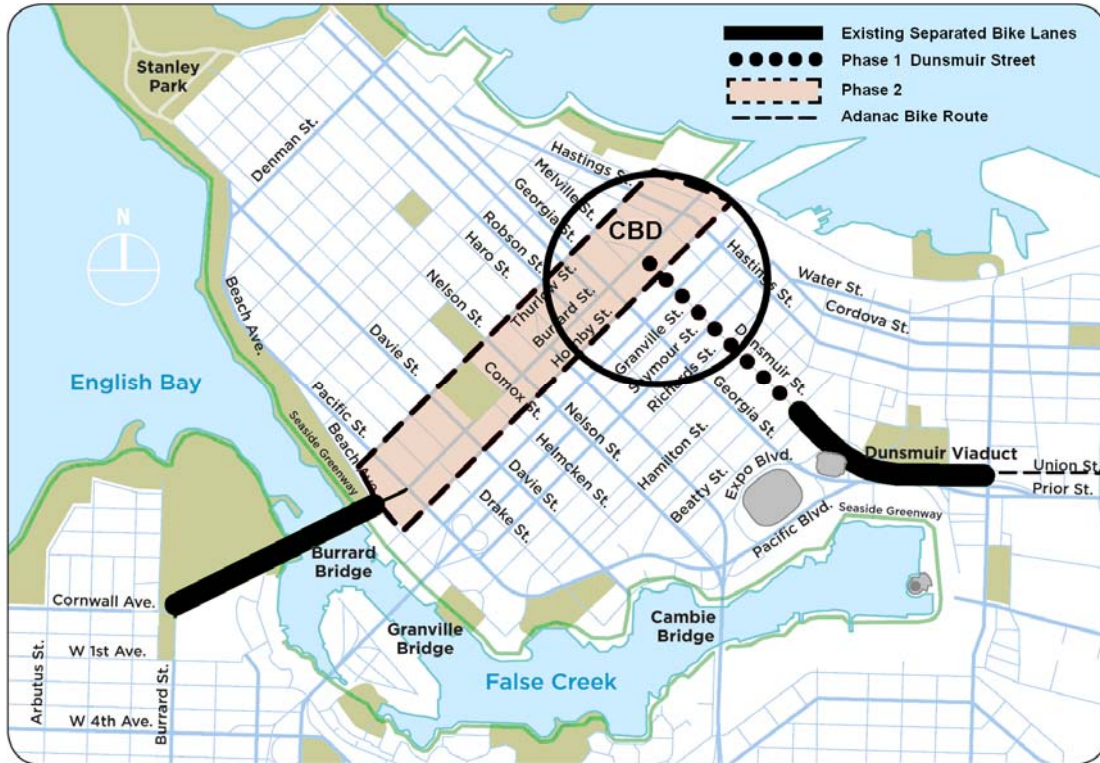 Existing Separated Bike Lanes
Phase 1 Dunsmuir Street
Phase 2
Adanac Bike Route
Stanley
Park
Denman St.
Hastings St.
Melville St.
Georgia St.
Robson St.
Haro St.
Nelson St.
CBD
Thurlow St.
Burrard St.
Hornby St.
Hastings St.
Water St.
Cordova St.
N
Beach Ave.
Davie St.
Granville St.
Seymour St.
Richards St.
Dunsmuir St.
Georgia St.
English Bay
Pacific St.
Comox St.
Nelson St.
Hamilton St.
Beach Ave.
Seaside Greenway
Helmcken St.
Davie St.
Drake St.
Beatty St.
Expo Blvd.
Pacific Blvd.
Dunsmuir Viaduct
Union St.
Prior St.
Seaside Greenway
Burrard
Bridge
Cornwall Ave.
Granville
Bridge
Cambie
Bridge
W 1st Ave.
Arbutus St.
Burrard St.
False Creek
W 4th Ave.